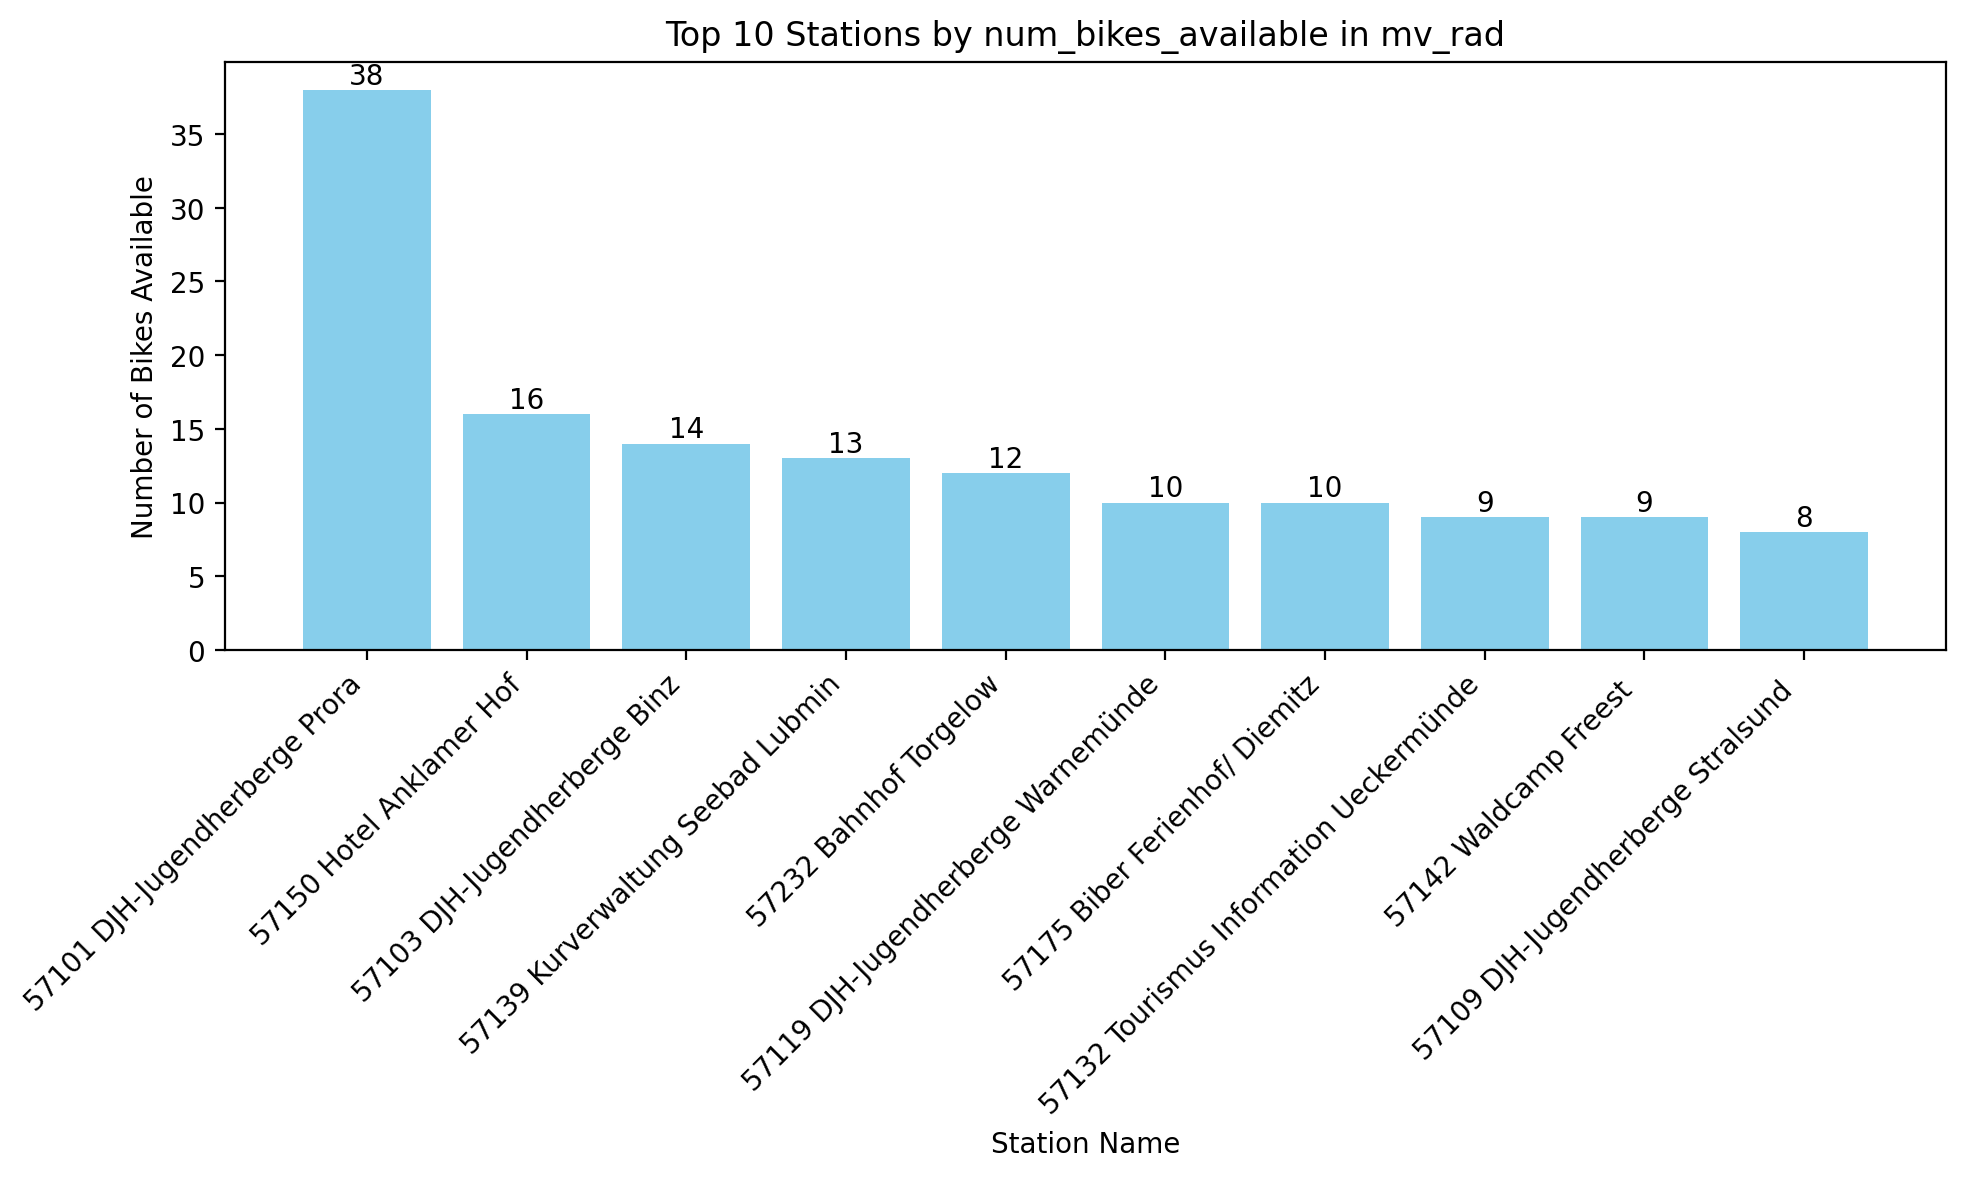 Top 10 Stations by num_bikes_available in mv_rad
Number of Bikes Available
35
30
25
20
15
10
5
0
38
16
14
13
12
10
10
9
9
8
57101 DJH-Jugendherberge Prora
57150 Hotel Anklamer Hof
57103 DJH-Jugendherberge Binz
57139 Kurverwaltung Seebad Lubmin
57232 Bahnhof Torgelow
57119 DJH-Jugendherberge Warnemünde
57175 Biber Ferienhof/ Diemitz
57132 Tourismus Information Ueckermünde
57142 Waldcamp Freest
57109 DJH-Jugendherberge Stralsund
Station Name